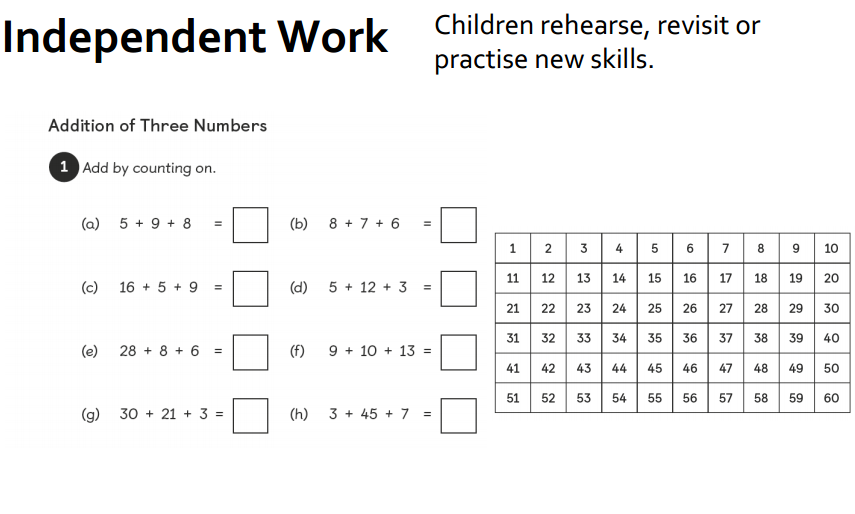 Independent Work
Children rehearse, revisit or
practise new skills.
Addition of Three Numbers
1 Add by counting on.
(a) 5 + 9 + 8 =
(b) 8 + 7 + 6 =
(c) 16 + 5 + 9 =
(d) 5 + 12 + 3 =
(e) 28 + 8 + 6 =
(f) 9 + 10 + 13 =
(g) 30 + 21 + 3 =
(h) 3 + 45 + 7 =
1 2 3 4 5 6 7 8 9 10
11 12 13 14 15 16 17 18 19 20
21 22 23 24 25 26 27 28 29 30
31 32 33 34 35 36 37 38 39 40
41 42 43 44 45 46 47 48 49 50
51 52 53 54 55 56 57 58 59 60